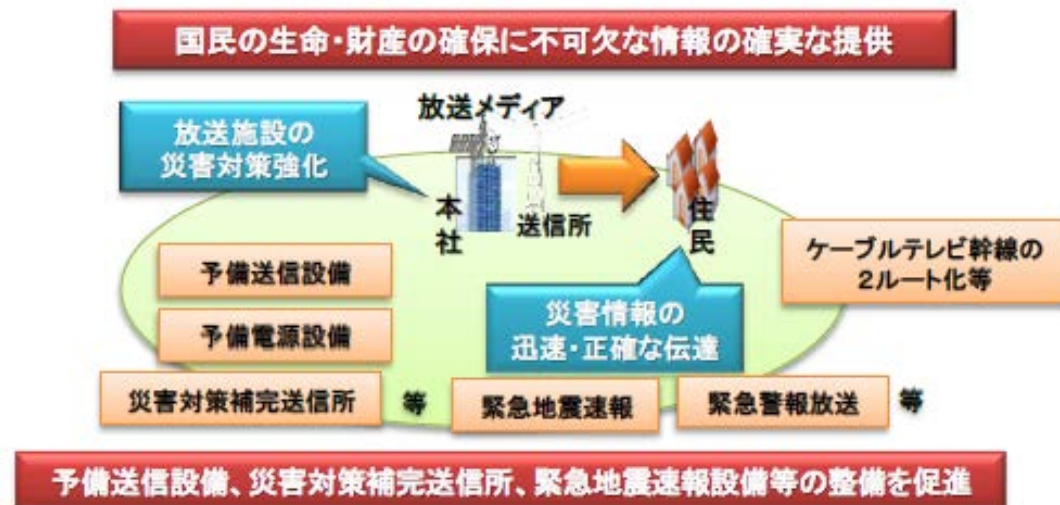 国民の生命・財産の確保に不可欠な情報の確実な提供
放送メディア
放送施設の
災害対策強化
本社
送信所
住民
ケーブルテレビ幹線の
2ルート化等
予備送信設備
災害情報の
迅速・正確な伝達
予備電源設備
災害対策補完送信所 等
緊急地震速報
緊急警報放送 等
予備送信設備、災害対策補完送信所、緊急地震速報設備等の整備を促進